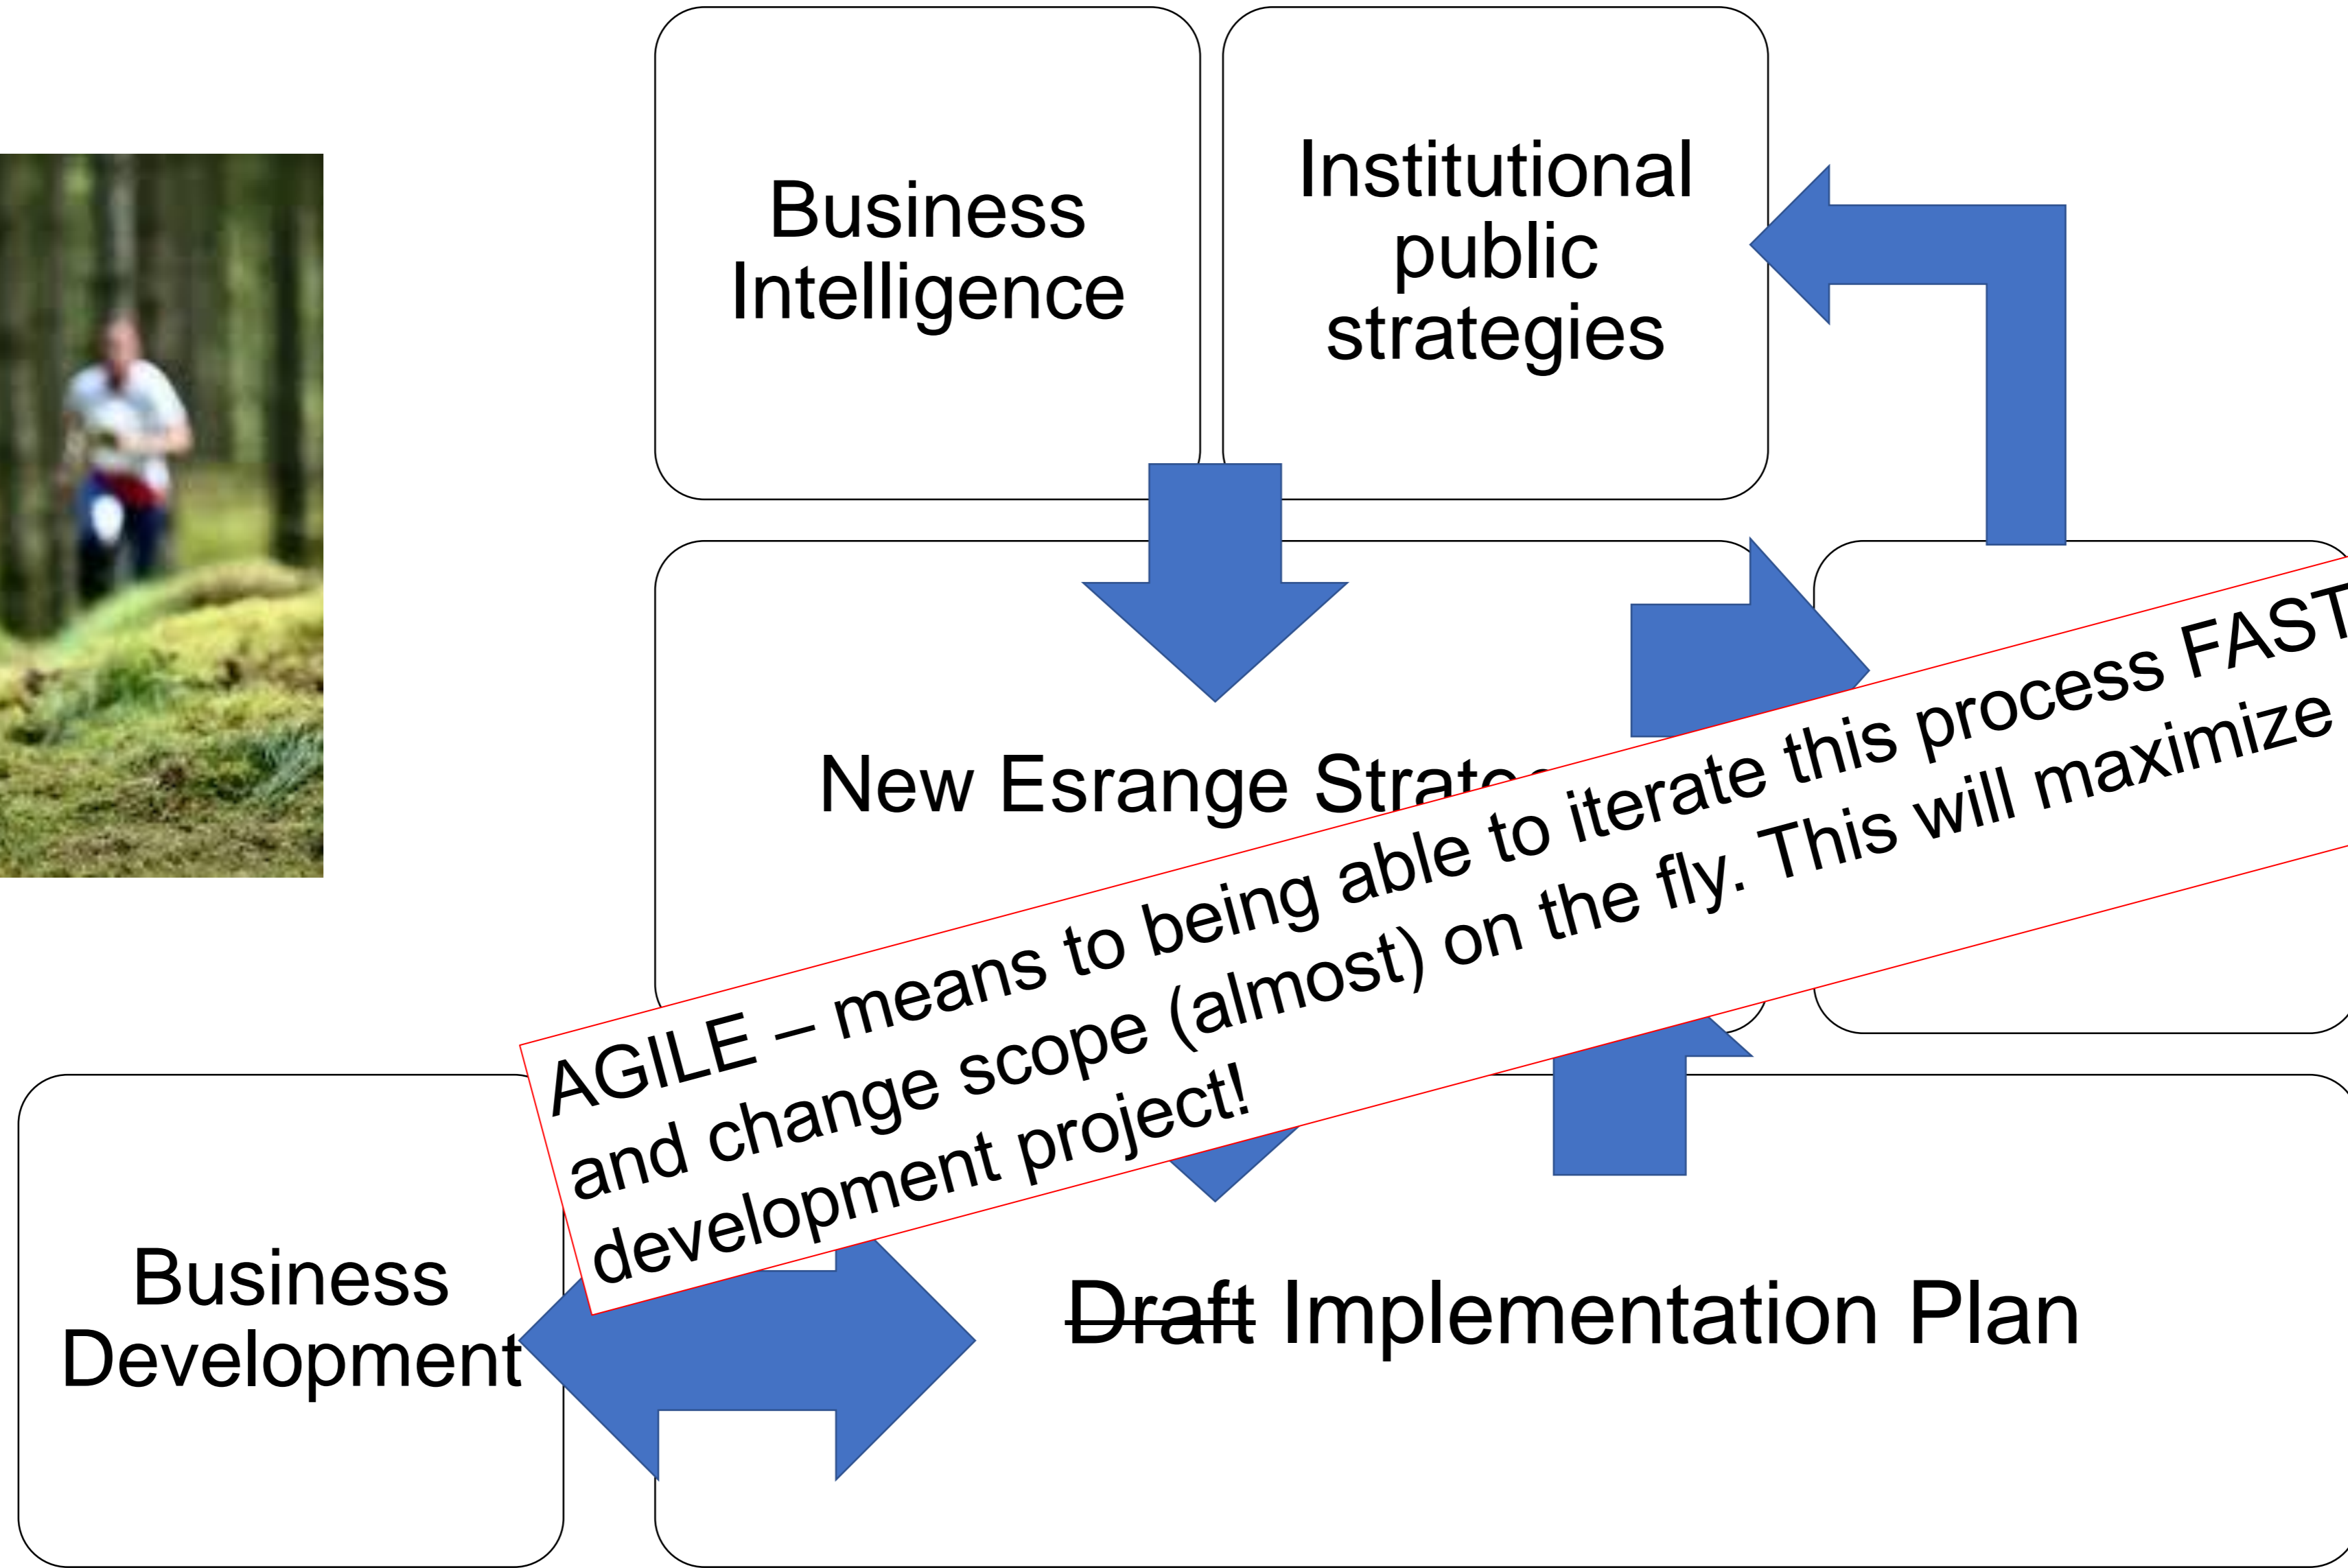 Business
Intelligence
Institutional
public
strategies
New Esrange
AGILE – means to being able to iterate this process FAST
and change scope (almost) on the fly. This will maximize
development project!
Business
Development
Draft Implementation Plan